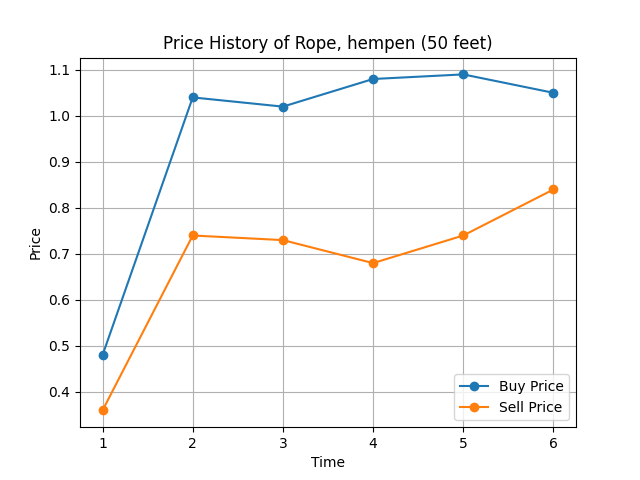 Price History of Rope, hempen (50 feet)
1.1
1.0
0.9
0.8
0.7
0.6
0.5
0.4
Price
Buy Price
Sell Price
1 2 3 4 5 6
Time